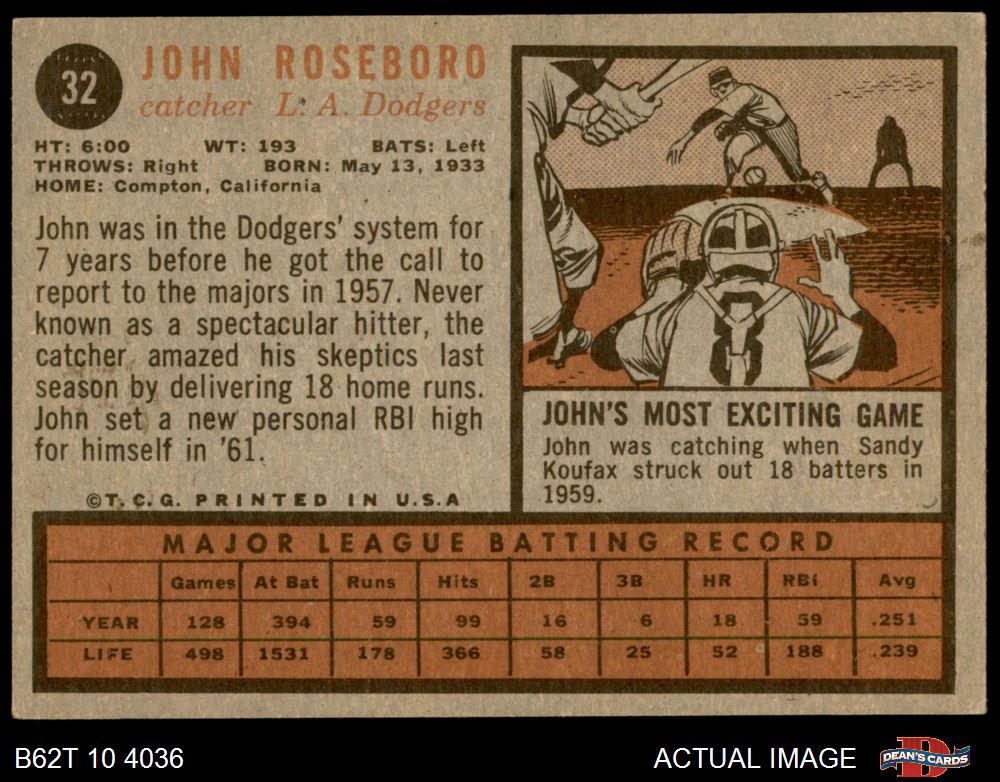 32
JOHN ROSEBORO
catcher L. A. Dodgers
HT: 6:00 WT: 193 BATS: Left
THROWS: Right BORN: May 13, 1933
HOME: Compton, California
John was in the Dodgers' system for
7 years before he got the call to
report to the majors in 1957. Never
known as a spectacular hitter, the
catcher amazed his skeptics last
season by delivering 18 home runs.
John set a new personal RBI high
for himself in '61.
©T.C.G. PRINTED IN U.S.A
8
JOHN'S MOST EXCITING GAME
John was catching when Sandy
Koufax struck out 18 batters in
1959.
MAJOR LEAGUE BATTING RECORD
Games At Bat Runs Hits 2B 3B HR RBI Avg
YEAR 128 394 59 99 16 6 18 59 .251
LIFE 498 1531 178 366 58 25 52 188 .239
B62T 10 4036
ACTUAL IMAGE
D
DEAN'S CARDS